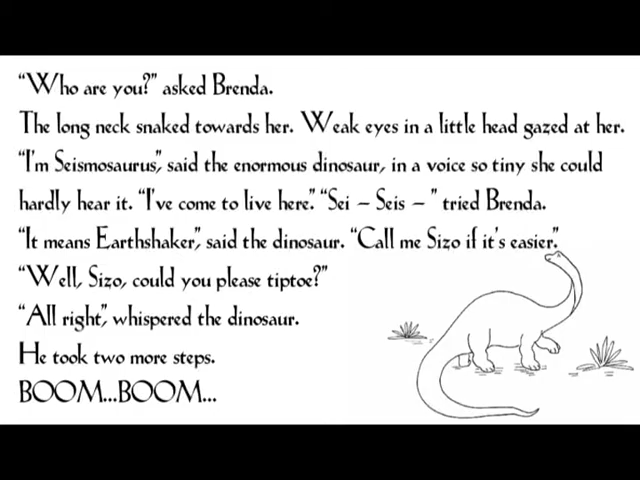 “Who are you?” asked Brenda.
The long neck snaked towards her. Weak eyes in a little head gazed at her.
“I'm Seismosaurus”, said the enormous dinosaur, in a voice so tiny she could
hardly hear it. “I've come to live here.” “Sei – Seis – ” tried Brenda.
“It means Earthshaker”, said the dinosaur. “Call me Sizo if it's easier.”
“Well, Sizo, could you please tiptoe?”
“All right”, whispered the dinosaur.
He took two more steps.
BOOM...BOOM...